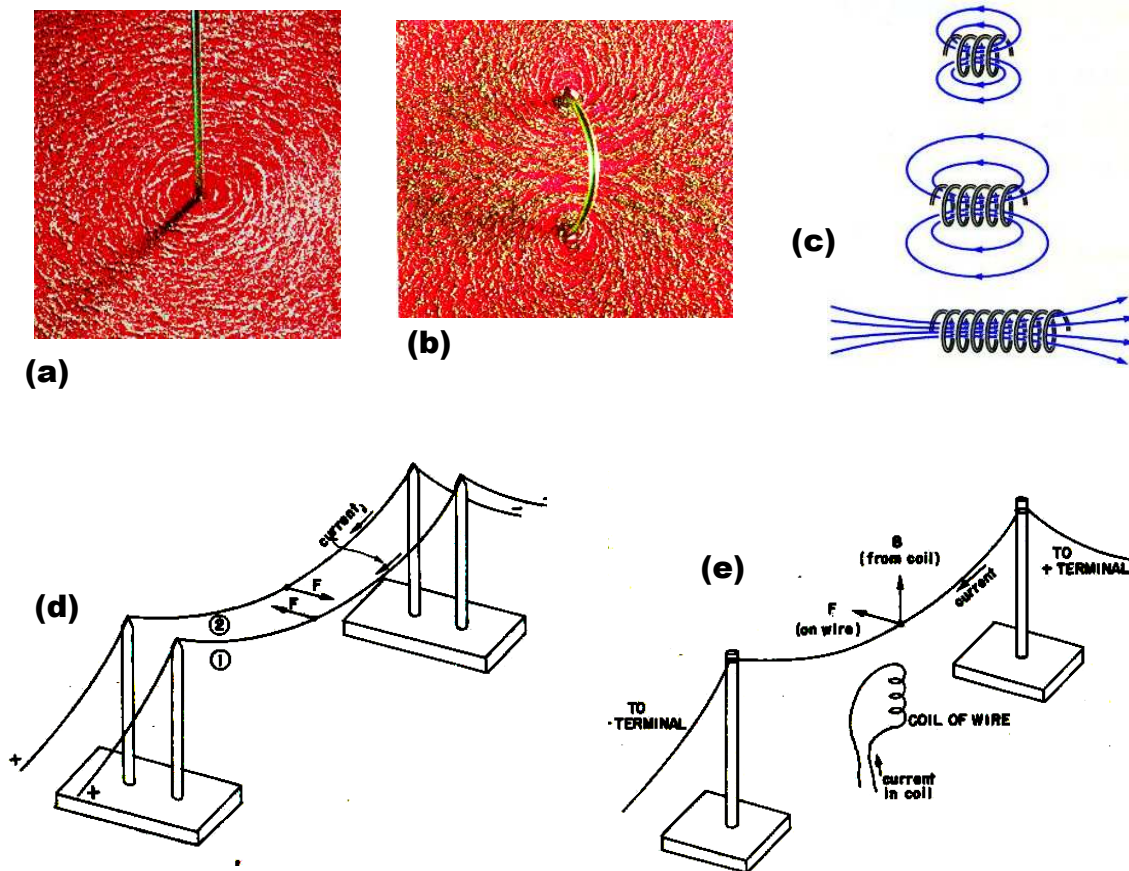 (a)
(b)
(c)
(d)
current
F
F
②
①
+
+
-
(e)
B
(from coil)
F
(on wire)
current
TO
+ TERMINAL
TO
- TERMINAL
COIL OF WIRE
current
in coil